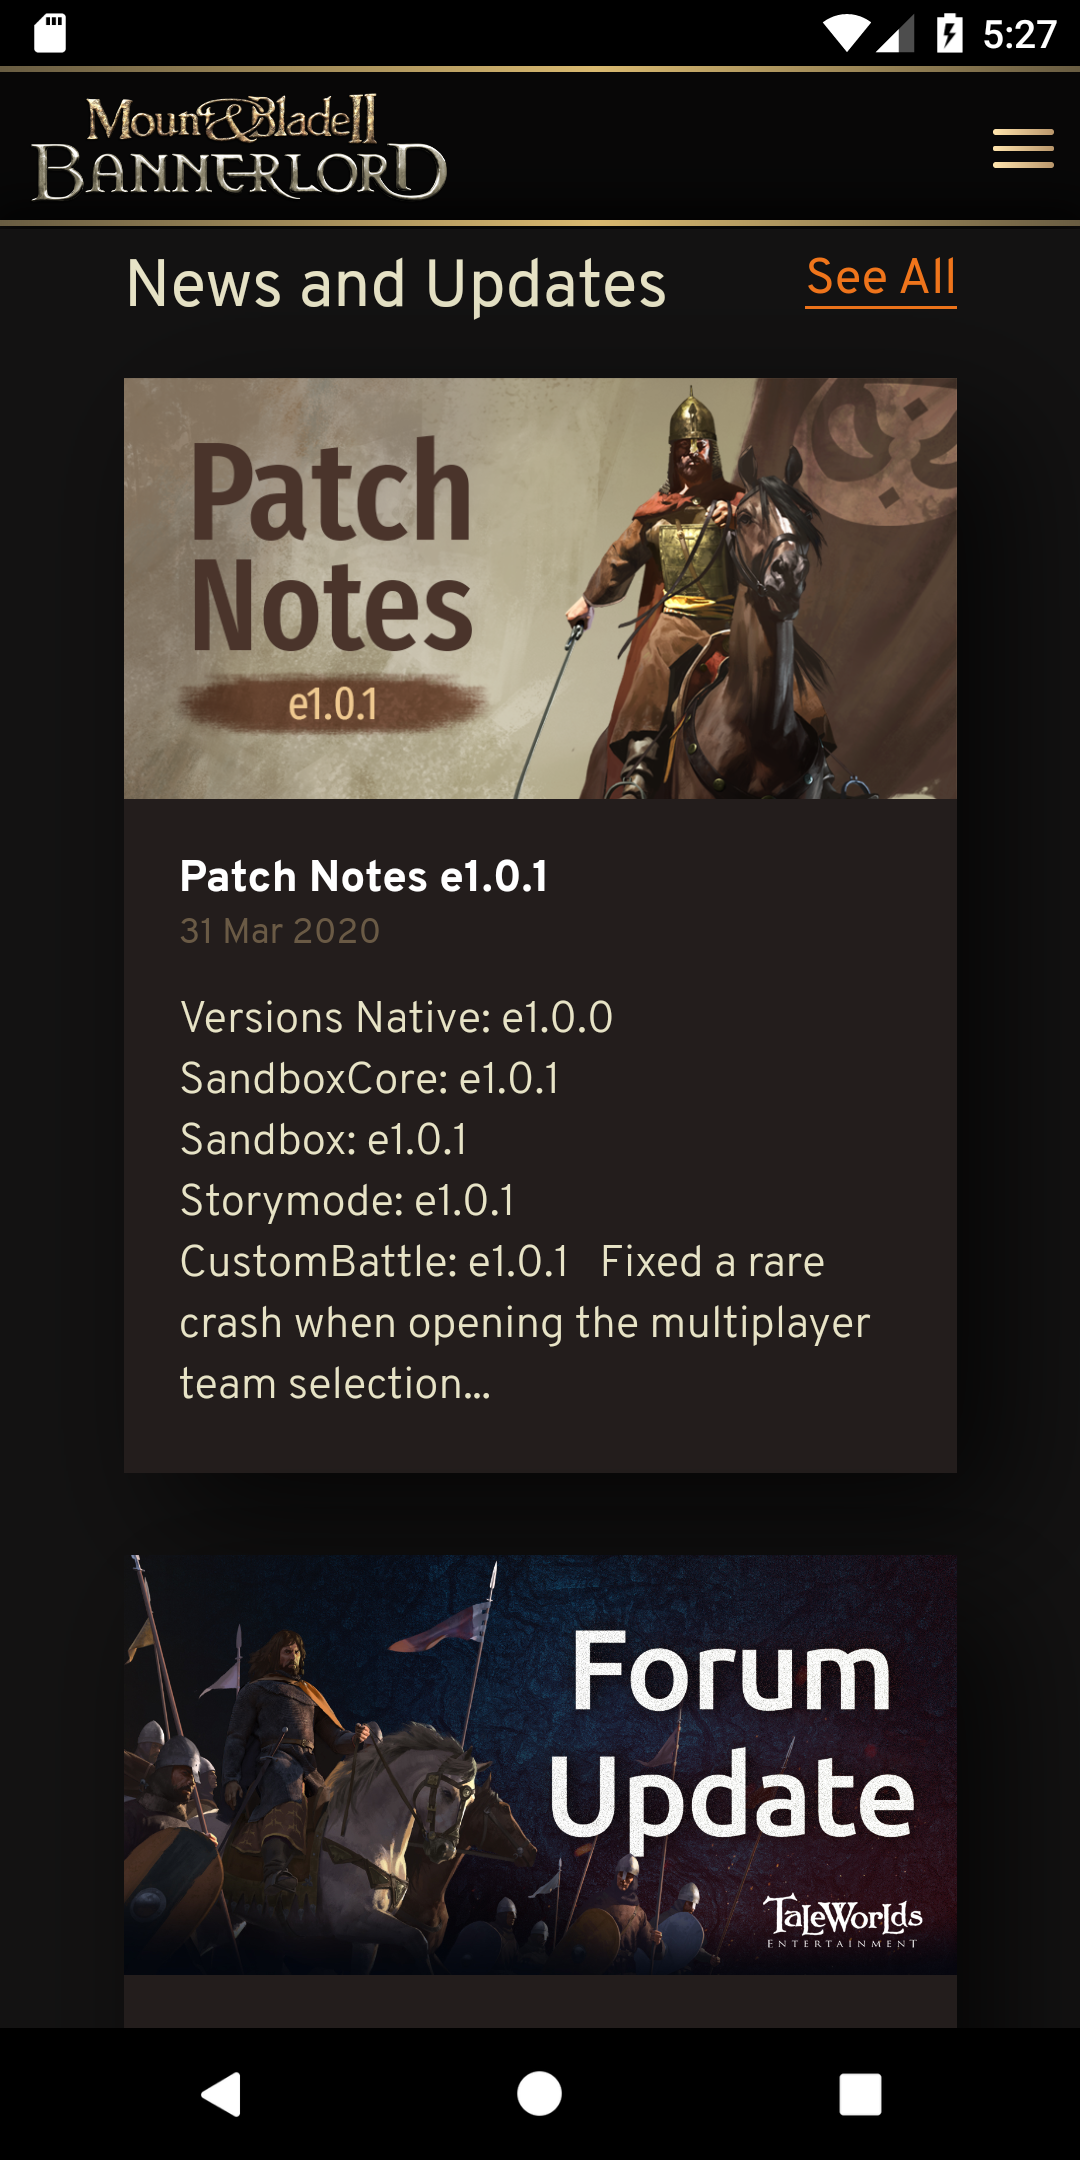 5:27
Mount&Blade II
BANNERLORD
News and Updates
See All
Patch
Notes
e1.0.1
Patch Notes e1.0.1
31 Mar 2020
Versions Native: e1.0.0
SandboxCore: e1.0.1
Sandbox: e1.0.1
Storymode: e1.0.1
CustomBattle: e1.0.1 Fixed a rare
crash when opening the multiplayer
team selection...
Forum
Update
TaleWorlds
ENTERTAINMENT